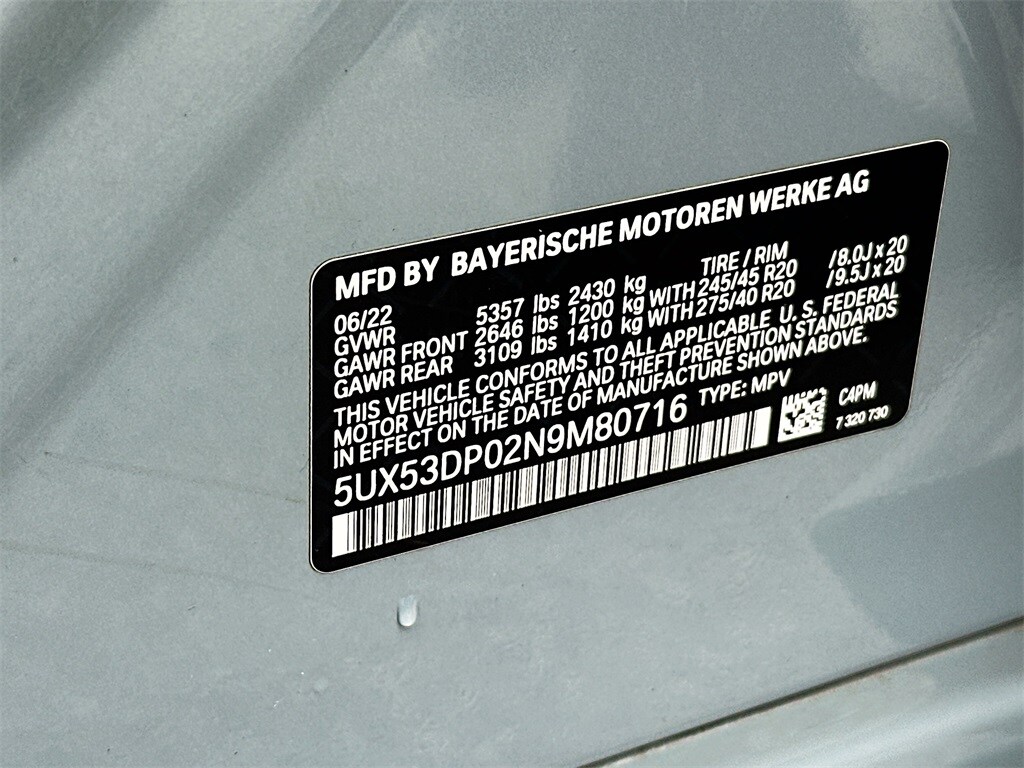 MFD BY BAYERISCHE MOTOREN WERKE AG
06/22 TIRE / RIM
GVWR 5357 lbs 2430 kg
GAWR FRONT 2646 lbs 1200 kg WITH 245/45 R20 /8.0J x 20
GAWR REAR 3109 lbs 1410 kg WITH 275/40 R20 /9.5J x 20
THIS VEHICLE CONFORMS TO ALL APPLICABLE U. S. FEDERAL
MOTOR VEHICLE SAFETY AND THEFT PREVENTION STANDARDS
IN EFFECT ON THE DATE OF MANUFACTURE SHOWN ABOVE.
5UX53DP02N9M80716 TYPE: MPV
C4PM
7 320 730